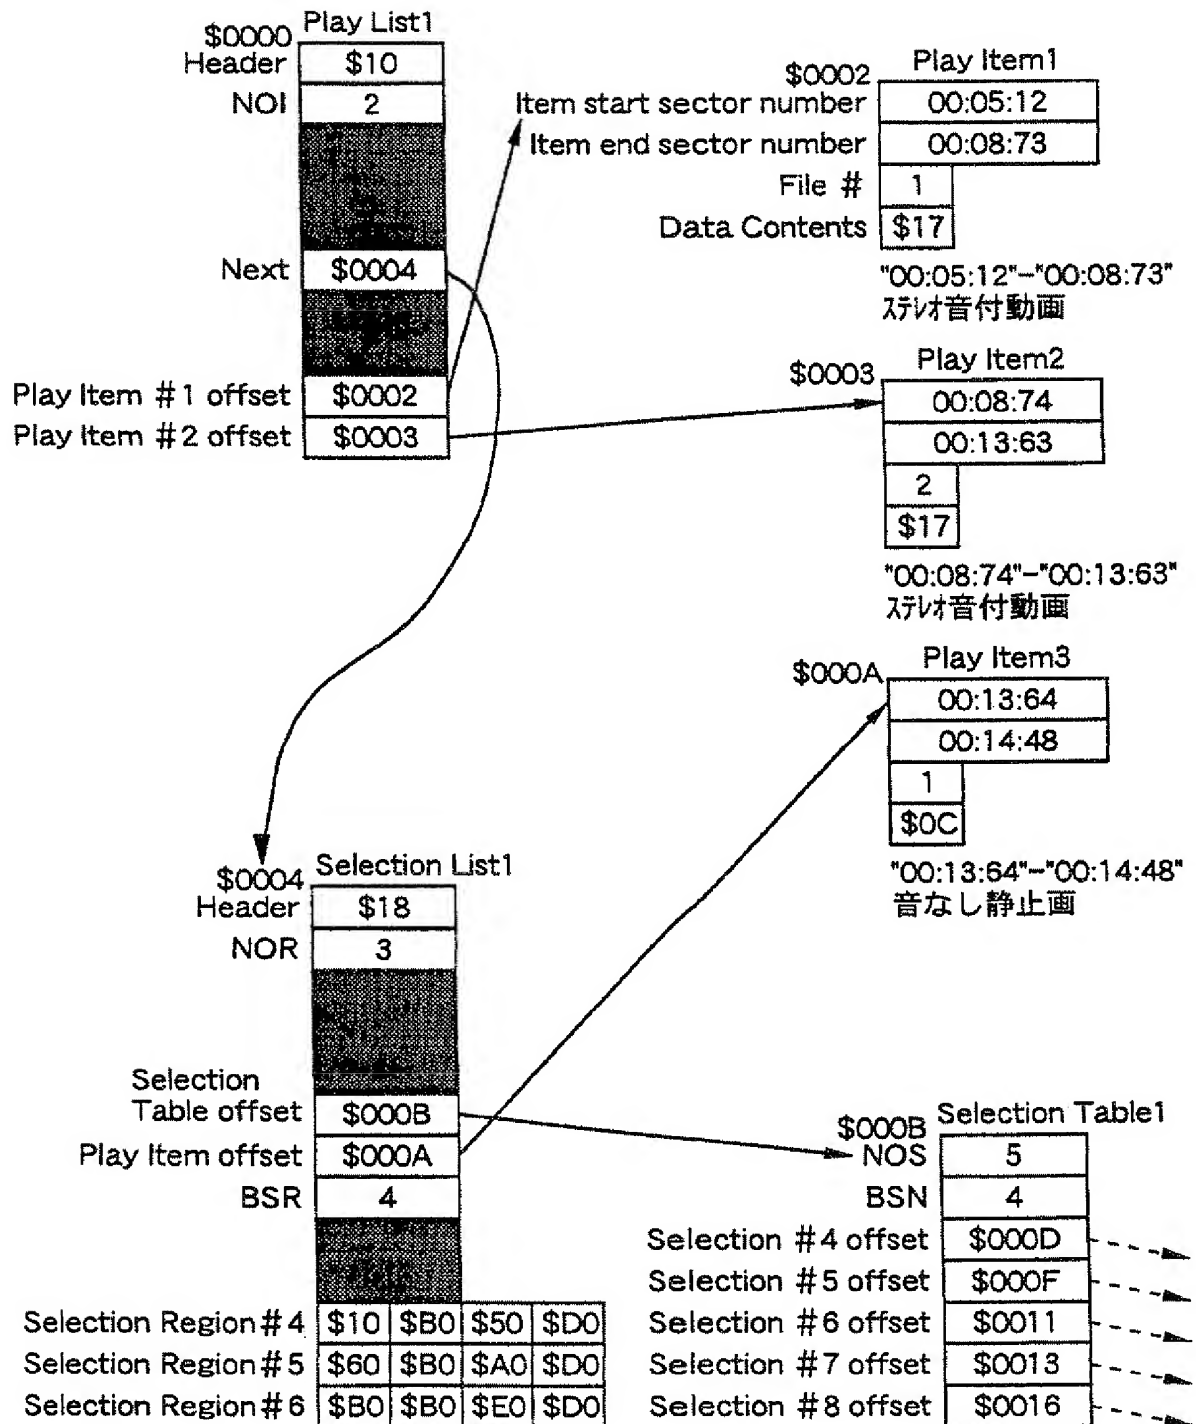 Play List1
$0000
Header $10
NOI 2
Next $0004
Play Item #1 offset $0002
Play Item #2 offset $0003
Play Item1
$0002
Item start sector number 00:05:12
Item end sector number 00:08:73
File # 1
Data Contents $17
"00:05:12"-"00:08:73"
ステレオ音付動画
Play Item2
$0003
00:08:74
00:13:63
2
$17
"00:08:74"-"00:13:63"
ステレオ音付動画
Play Item3
$000A
00:13:64
00:14:48
1
$0C
"00:13:64"-"00:14:48"
音なし静止画
Selection List1
$0004
Header $18
NOR 3
Selection
Table offset $000B
Play Item offset $000A
BSR 4
Selection Region#4 $10 $B0 $50 $D0
Selection Region#5 $60 $B0 $A0 $D0
Selection Region#6 $B0 $B0 $E0 $D0
Selection Table1
$000B
NOS 5
BSN 4
Selection #4 offset $000D
Selection #5 offset $000F
Selection #6 offset $0011
Selection #7 offset $0013
Selection #8 offset $0016